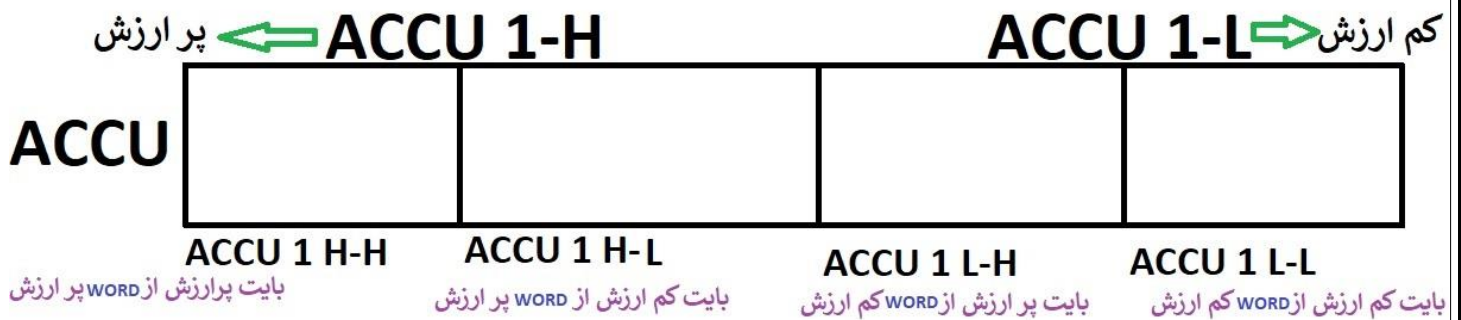 پر ارزش ACCU 1-H ACCU 1-L کم ارزش
ACCU
ACCU 1 H-H ACCU 1 H-L ACCU 1 L-H ACCU 1 L-L
بایت پرارزش از WORD پر ارزش
بایت کم ارزش از WORD پر ارزش
بایت پر ارزش از WORD کم ارزش
بایت کم ارزش از WORD کم ارزش